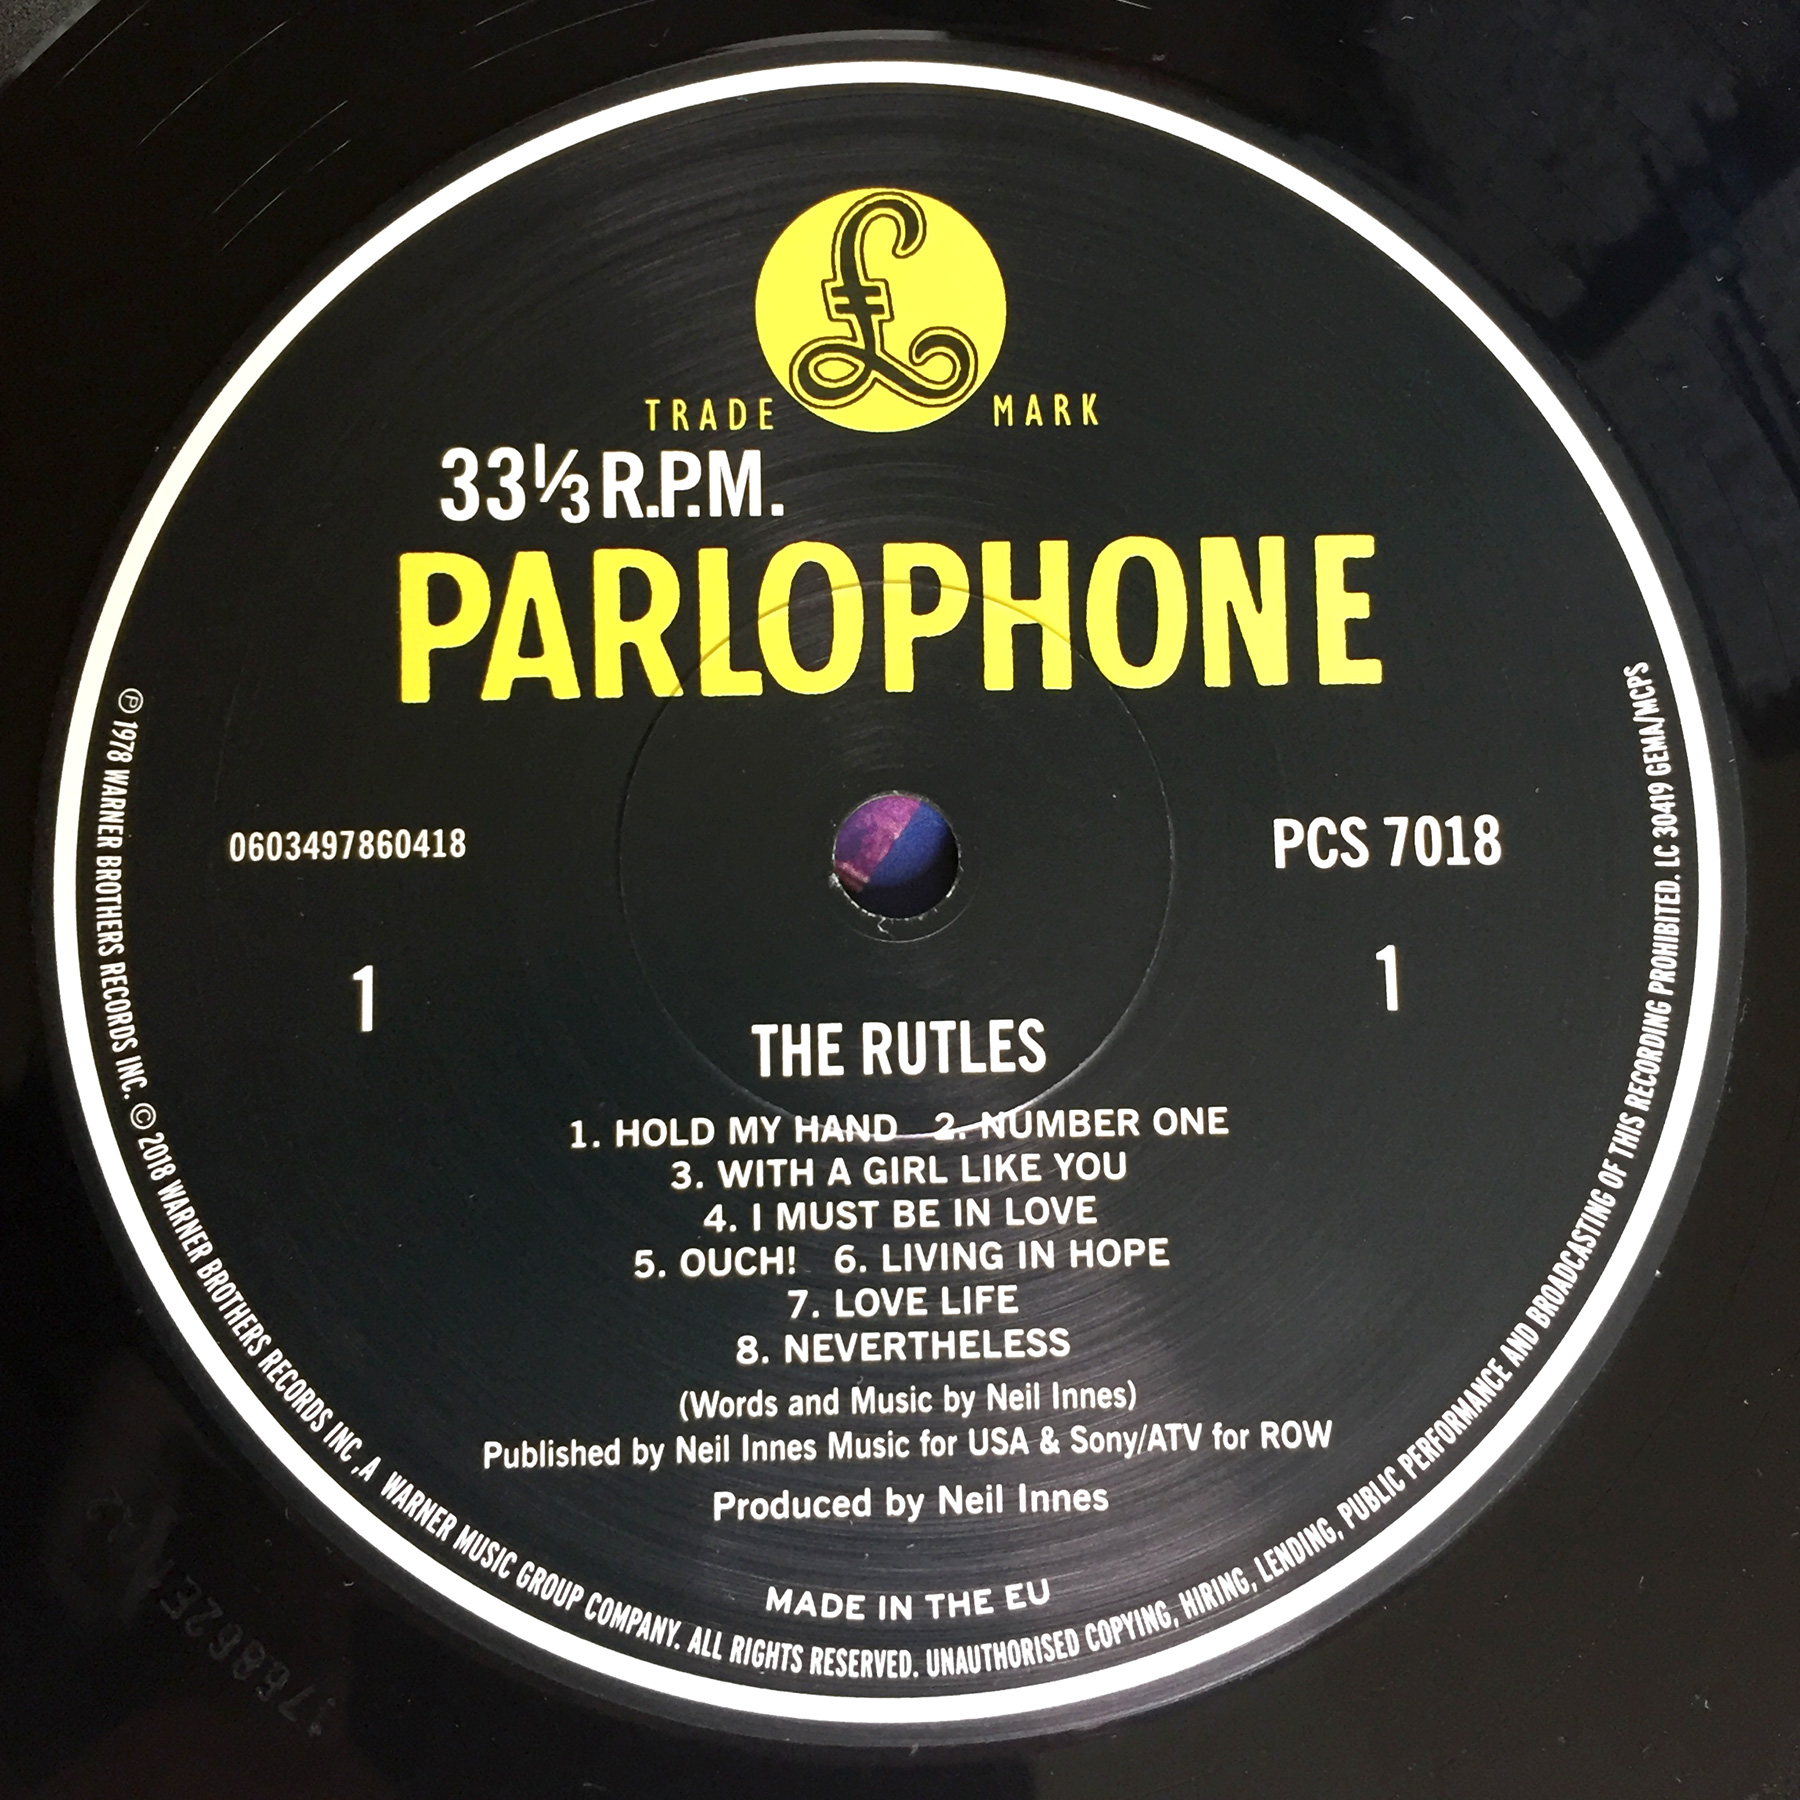 £
TRADE MARK
33⅓ R.P.M.
PARLOPHONE
0603497860418
PCS 7018
1
1
THE RUTLES
1. HOLD MY HAND 2. NUMBER ONE
3. WITH A GIRL LIKE YOU
4. I MUST BE IN LOVE
5. OUCH! 6. LIVING IN HOPE
7. LOVE LIFE
8. NEVERTHELESS
(Words and Music by Neil Innes)
Published by Neil Innes Music for USA & Sony/ATV for ROW
Produced by Neil Innes
MADE IN THE EU
℗ 1978 WARNER BROTHERS RECORDS INC. © 2018 WARNER BROTHERS RECORDS INC ,A WARNER MUSIC GROUP COMPANY. ALL RIGHTS RESERVED. UNAUTHORISED COPYING, HIRING, LENDING, PUBLIC PERFORMANCE AND BROADCASTING OF THIS RECORDING PROHIBITED. LC 30419 GEMA/MCPS